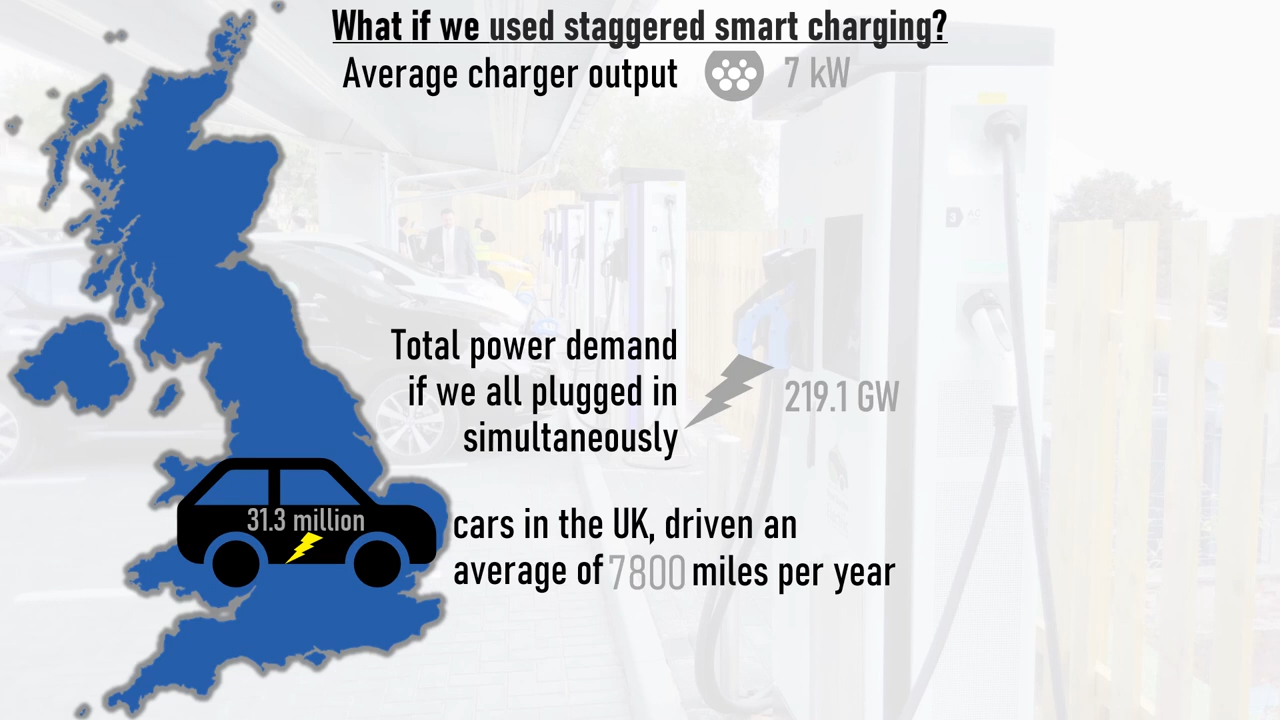 What if we used staggered smart charging?
Average charger output 7 kW
Total power demand
if we all plugged in
simultaneously
219.1 GW
31.3 million
cars in the UK, driven an
average of 7800 miles per year
3 AC